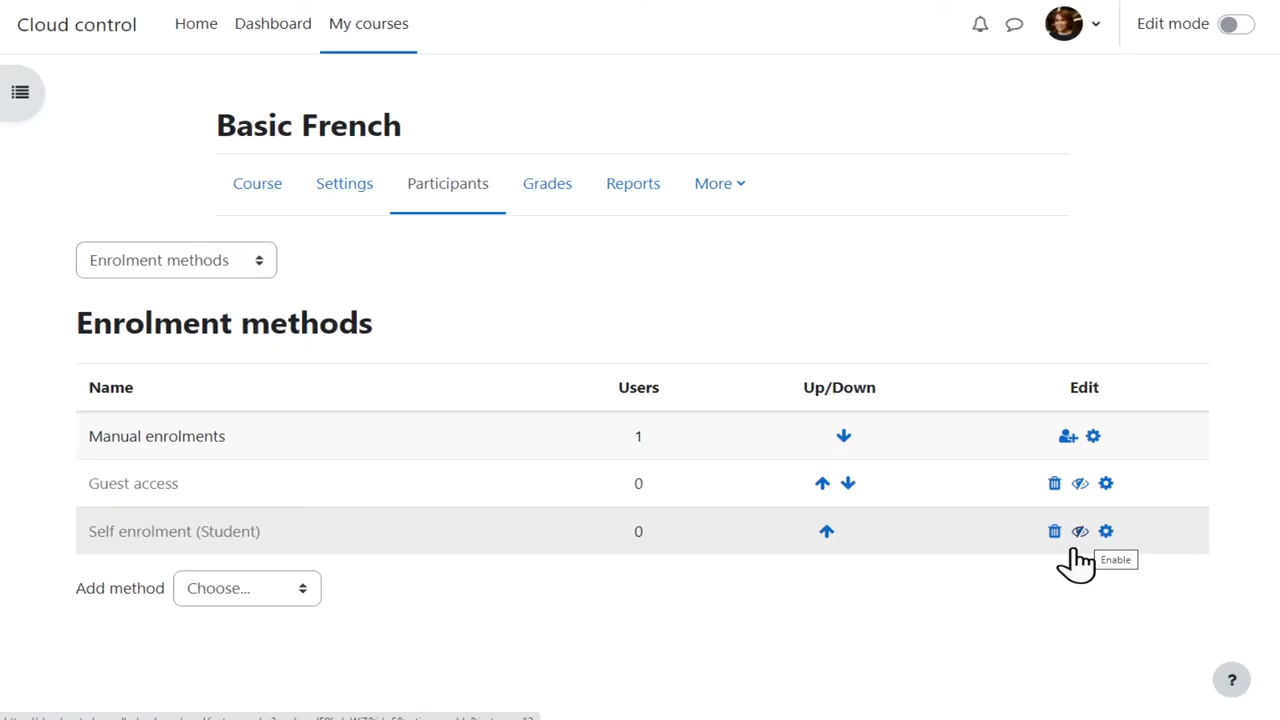 Cloud control Home Dashboard My courses Edit mode
Basic French
Course Settings Participants Grades Reports More
Enrolment methods
Enrolment methods
Name Users Up/Down Edit
Manual enrolments 1
Guest access 0
Self enrolment (Student) 0
Enable
Add method Choose...
?